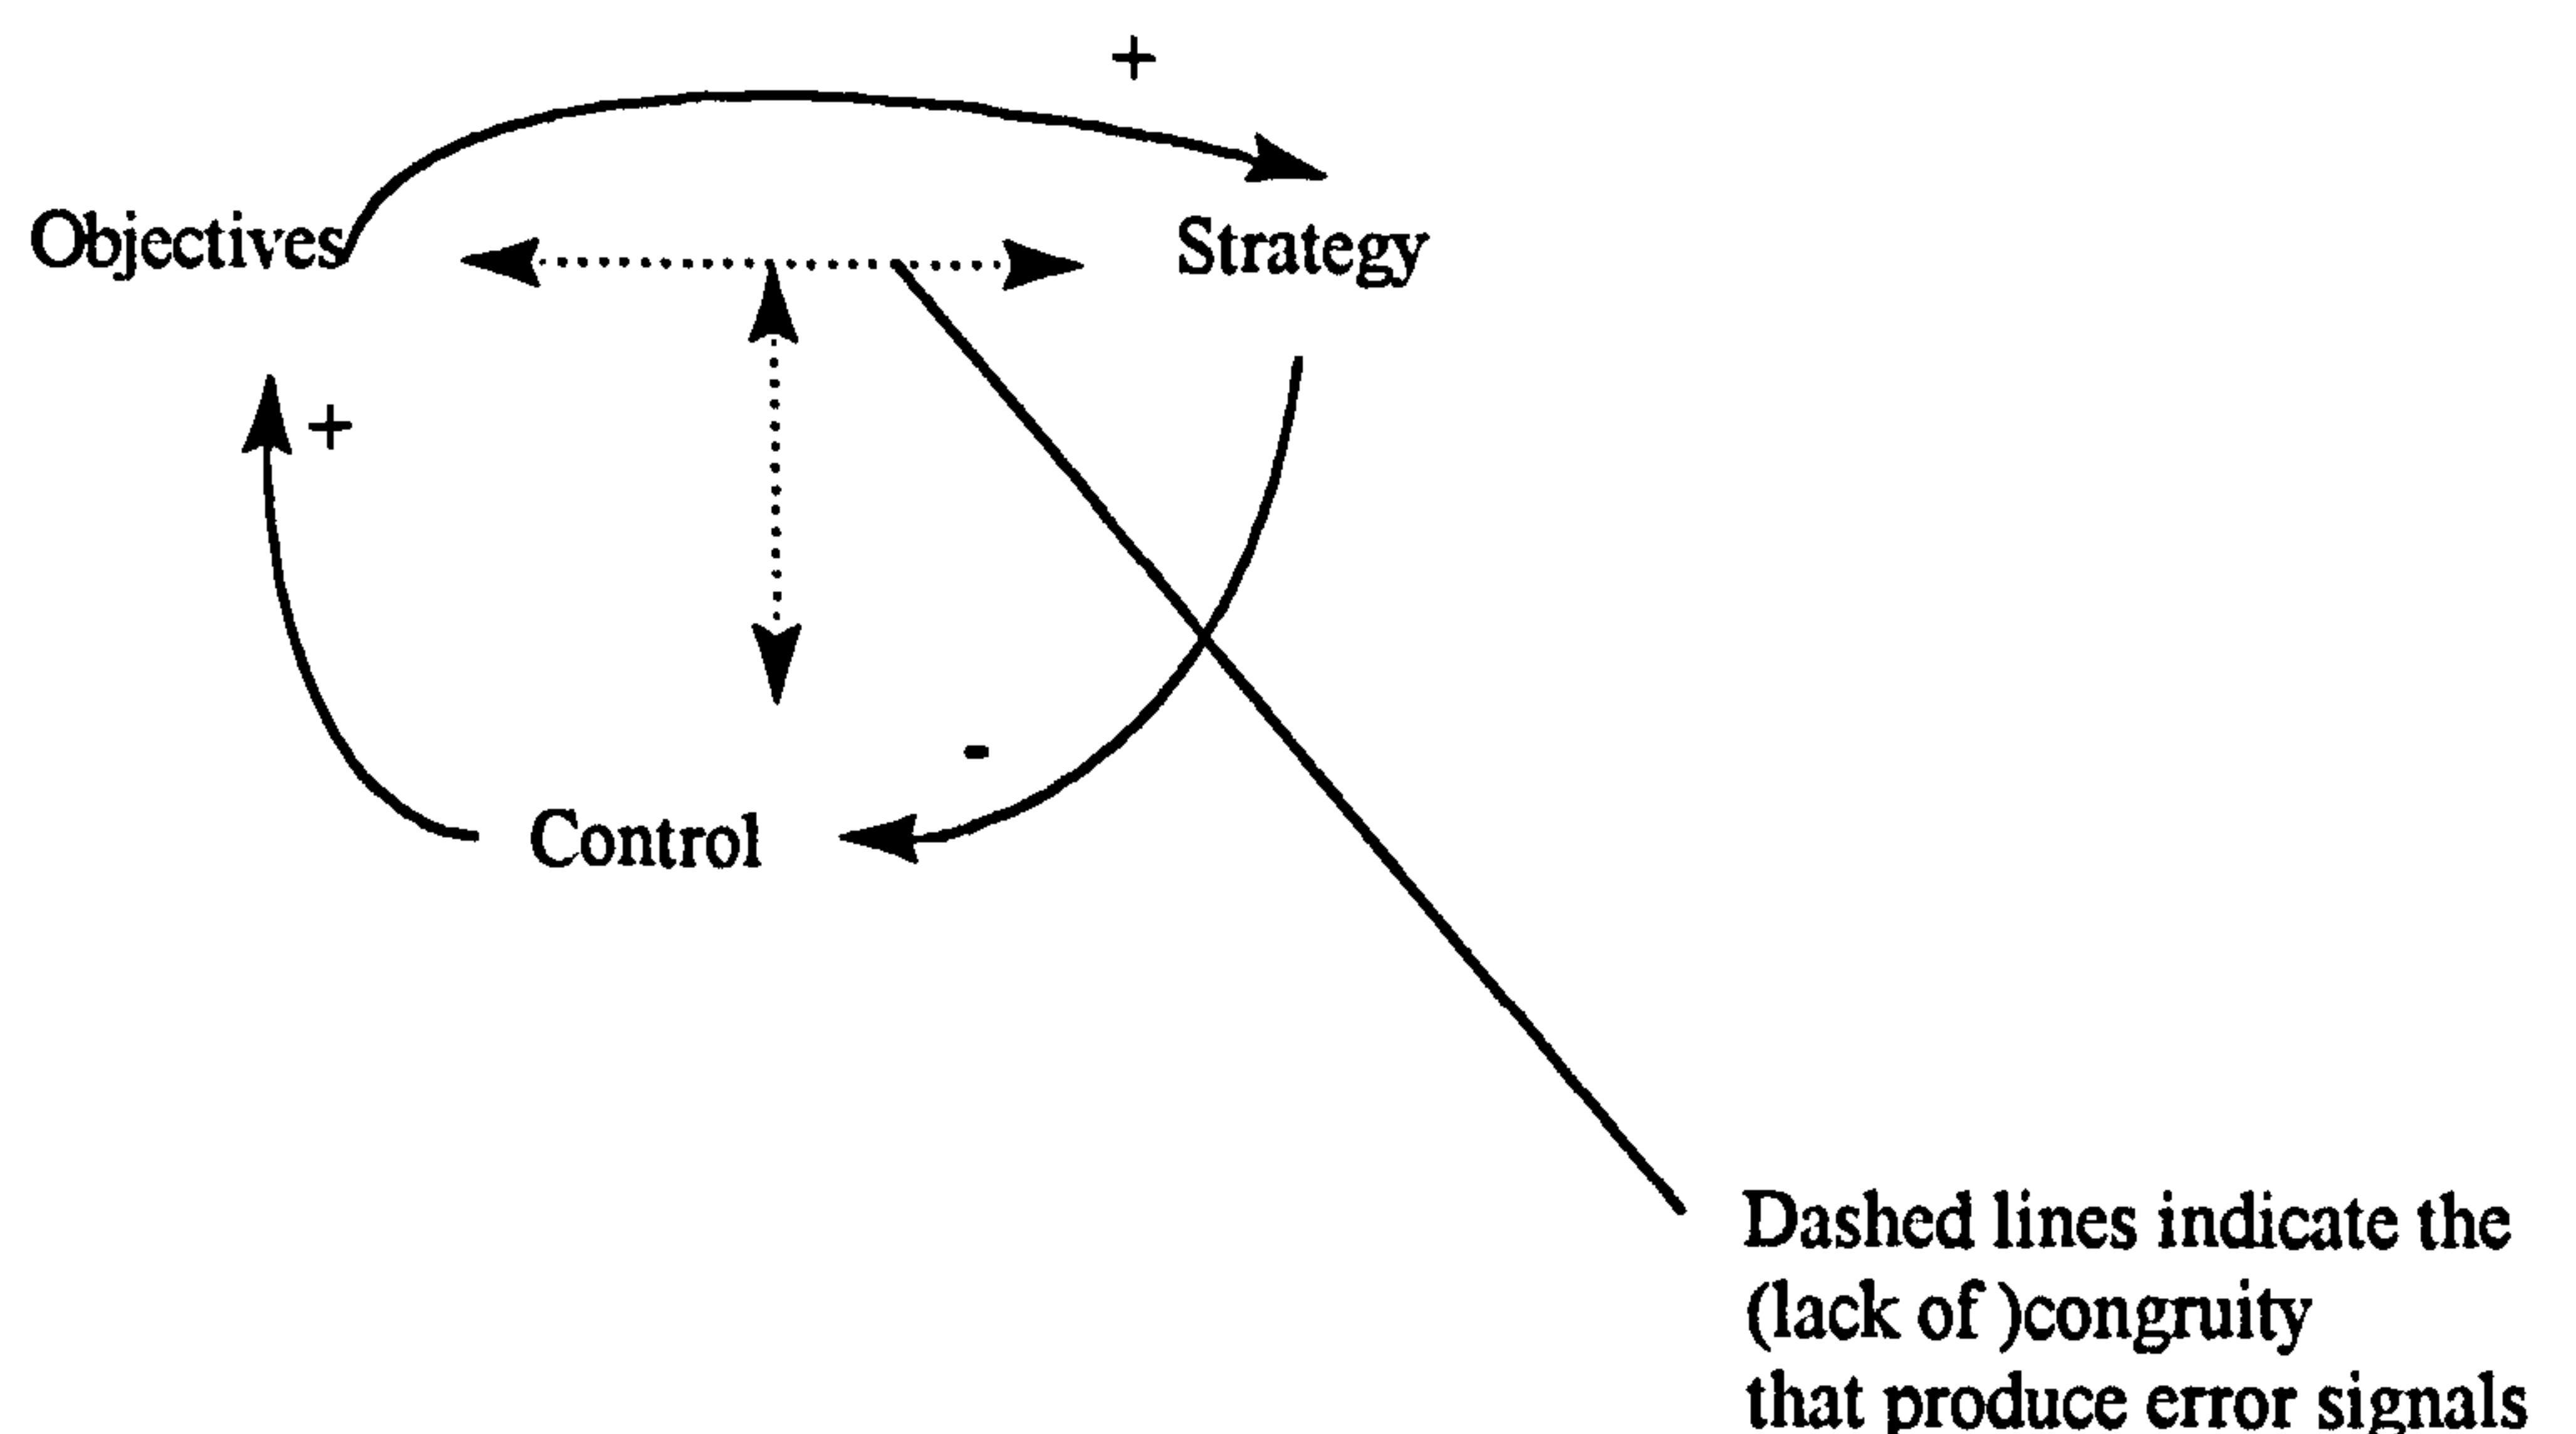 +
Objectives
Strategy
+
-
Control
Dashed lines indicate the
(lack of )congruity
that produce error signals